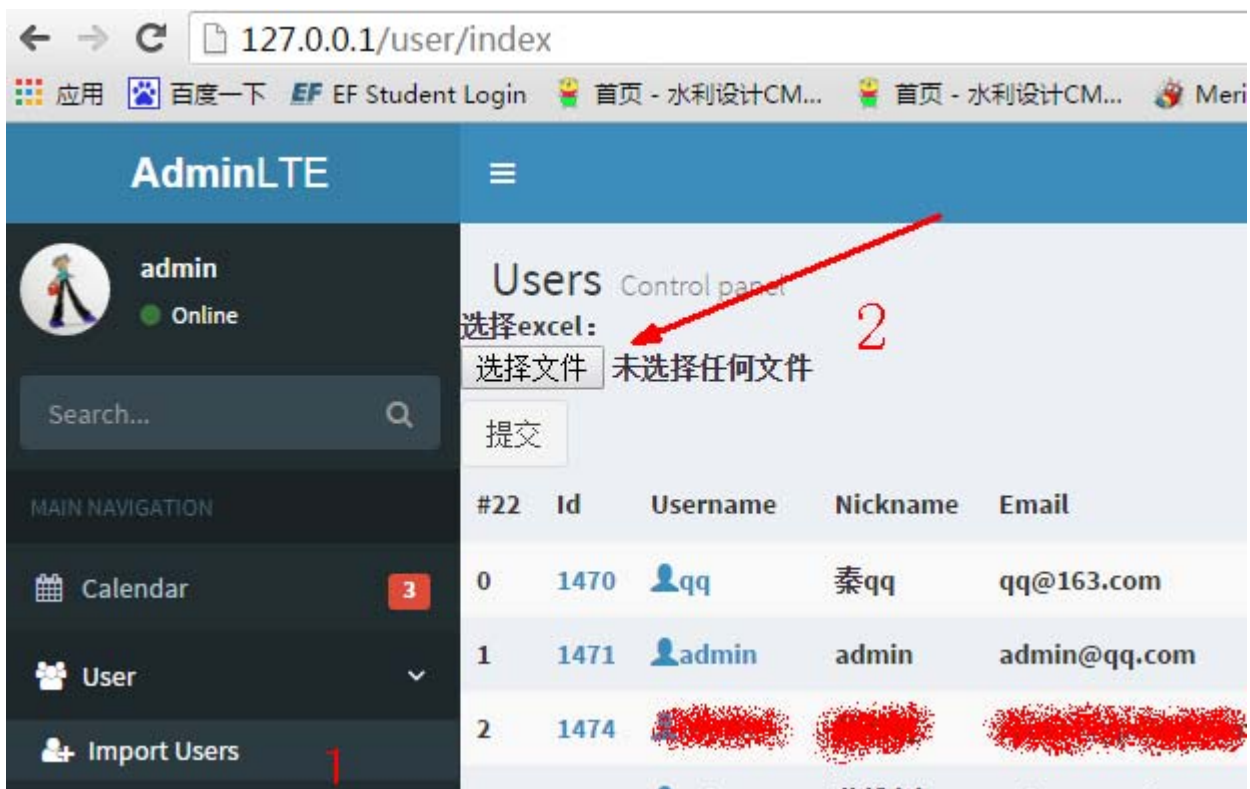 127.0.0.1/user/index
应用 百度一下 EF EF Student Login 首页 - 水利设计CM... 首页 - 水利设计CM... Meri
AdminLTE
admin
Online
Search...
MAIN NAVIGATION
Calendar 3
User
Import Users 1
Users Control panel
选择excel:
2
选择文件 未选择任何文件
提交
#22 Id Username Nickname Email
0 1470 qq 秦qq qq@163.com
1 1471 admin admin admin@qq.com
2 1474